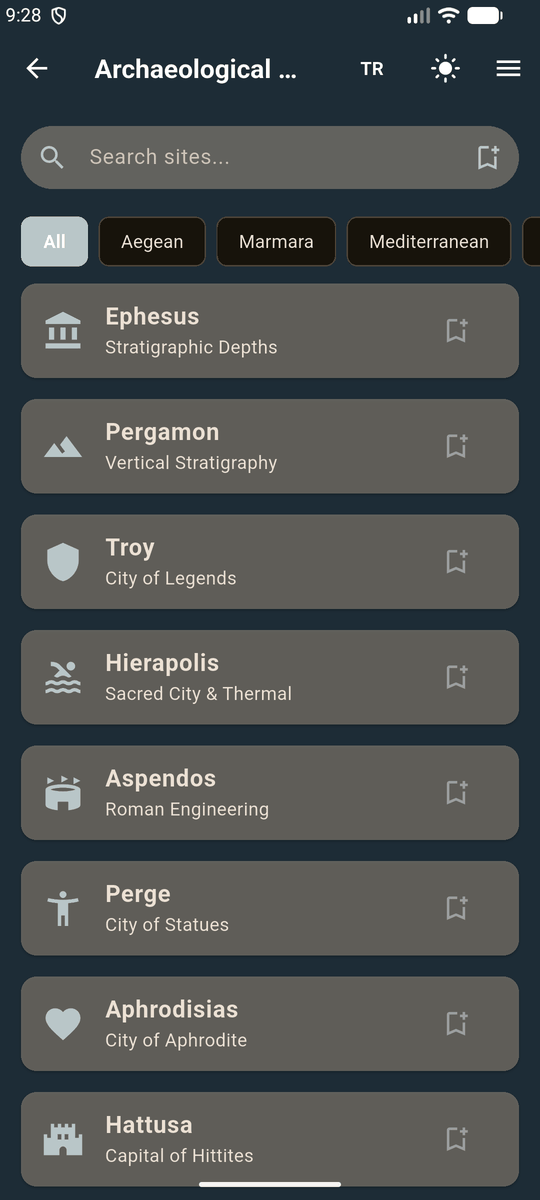 9:28
Archaeological ...
TR
Search sites...
All
Aegean
Marmara
Mediterranean
Ephesus
Stratigraphic Depths
Pergamon
Vertical Stratigraphy
Troy
City of Legends
Hierapolis
Sacred City & Thermal
Aspendos
Roman Engineering
Perge
City of Statues
Aphrodisias
City of Aphrodite
Hattusa
Capital of Hittites